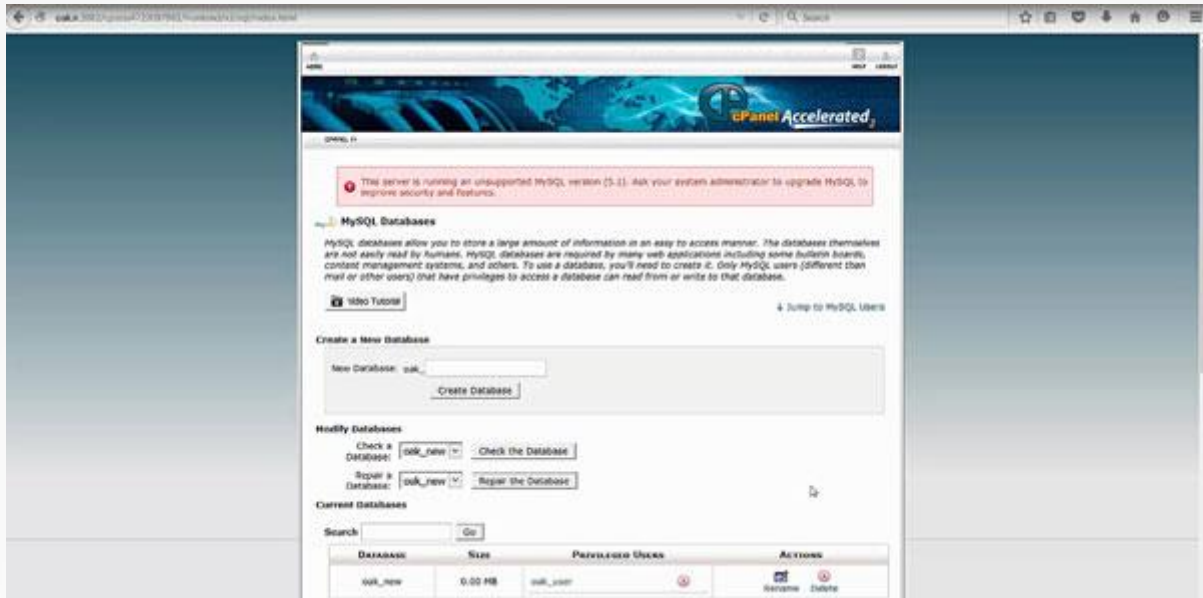 Search
HOME
HELP LOGOUT
cPanel Accelerated2
This server is running an unsupported MySQL version (5.1). Ask your system administrator to upgrade MySQL to
improve security and features.
MySQL Databases
MySQL databases allow you to store a large amount of information in an easy to access manner. The databases themselves
are not easily read by humans. MySQL databases are required by many web applications including some bulletin boards,
content management systems, and others. To use a database, you'll need to create it. Only MySQL users (different than
mail or other users) that have privileges to access a database can read from or write to that database.
Video Tutorial
Jump to MySQL Users
Create a New Database
New Database: oak_
Create Database
Modify Databases
Check a
Database: oak_new Check the Database
Repair a
Database: oak_new Repair the Database
Current Databases
Search Go
DATABASE SIZE PRIVILEGED USERS ACTIONS
oak_new 0.00 MB oak_user Rename Delete